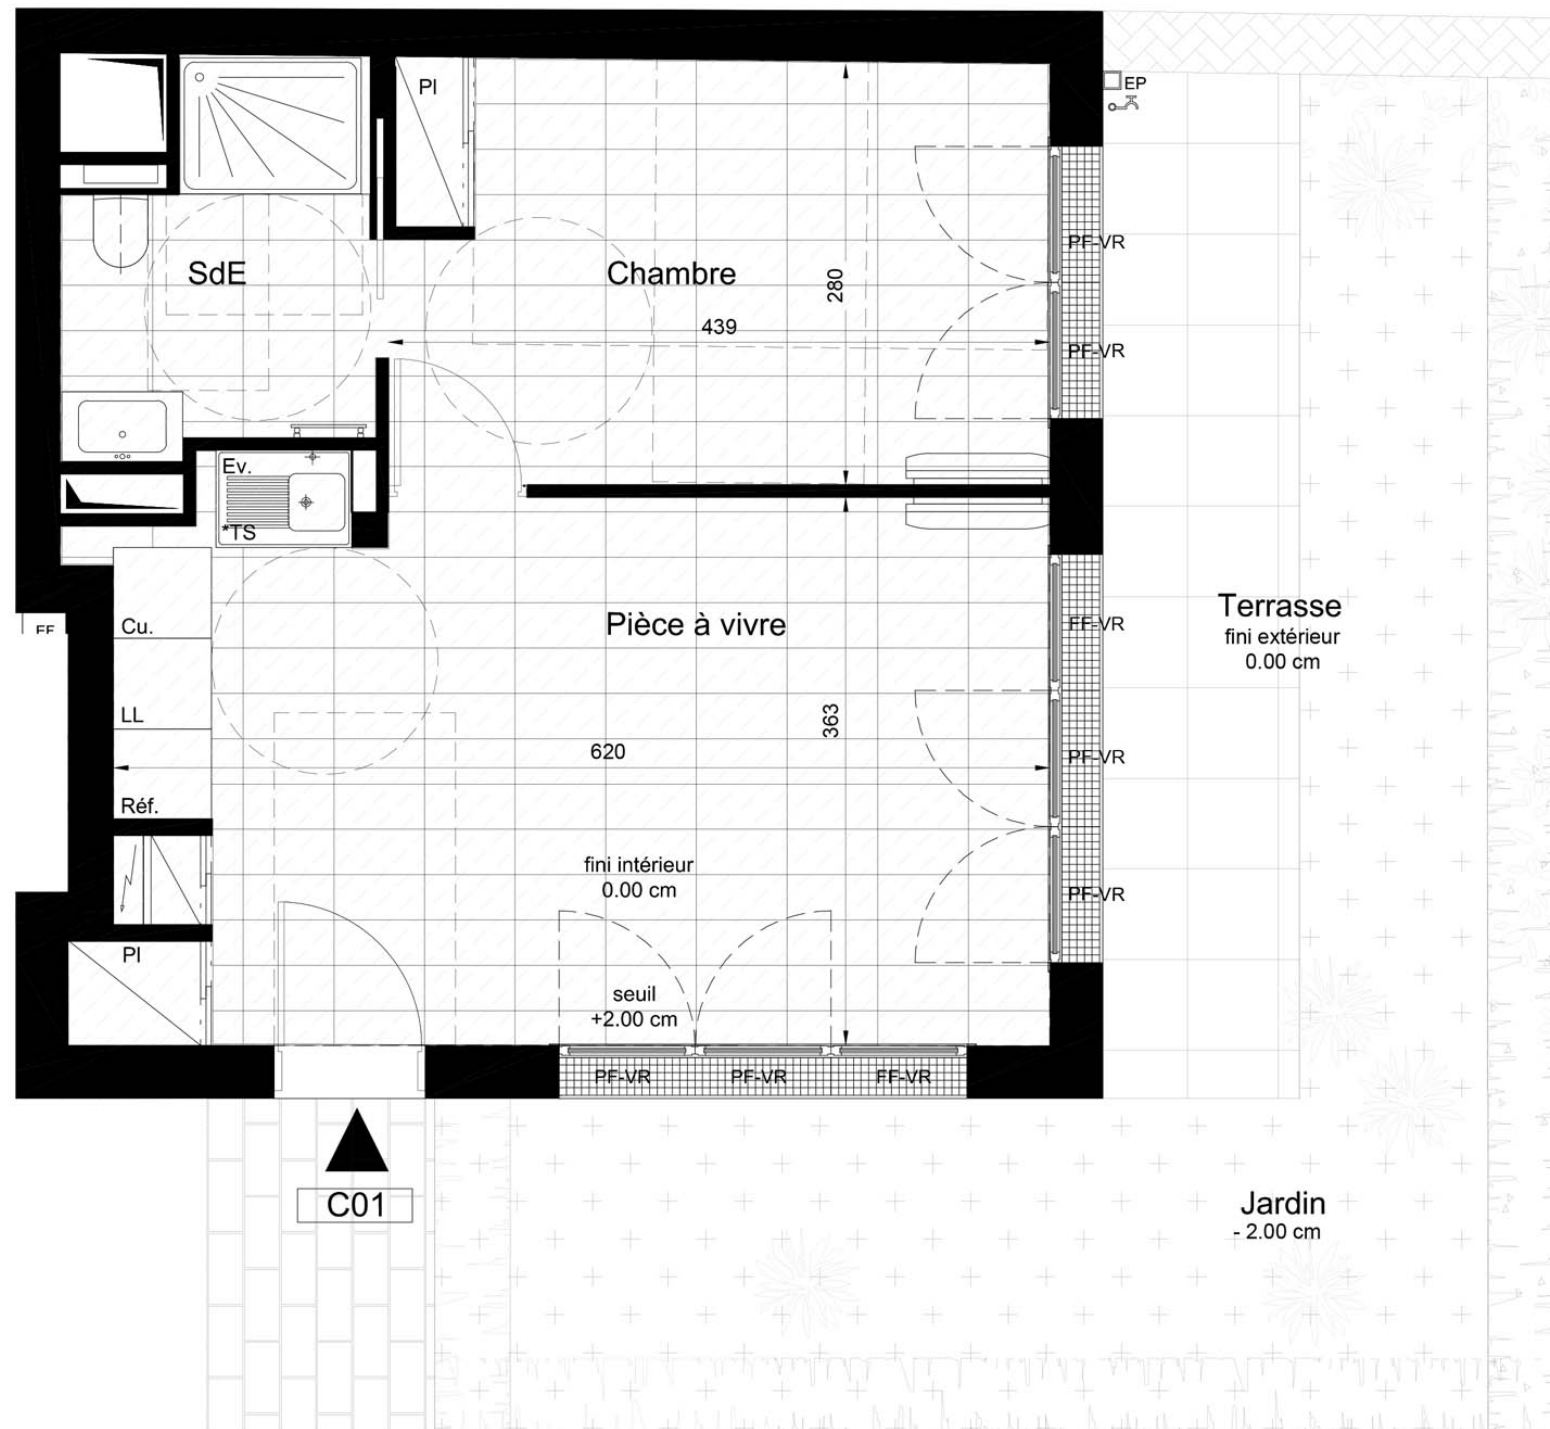 Pl
EP
SdE
Chambre
280
439
PF-VR
PF-VR
Ev.
*TS
Pièce à vivre
Cu.
LL
Réf.
620
363
FF-VR
PF-VR
PF-VR
Terrasse
fini extérieur
0.00 cm
fini intérieur
0.00 cm
Pl
seuil
+2.00 cm
PF-VR
PF-VR
FF-VR
C01
Jardin
- 2.00 cm